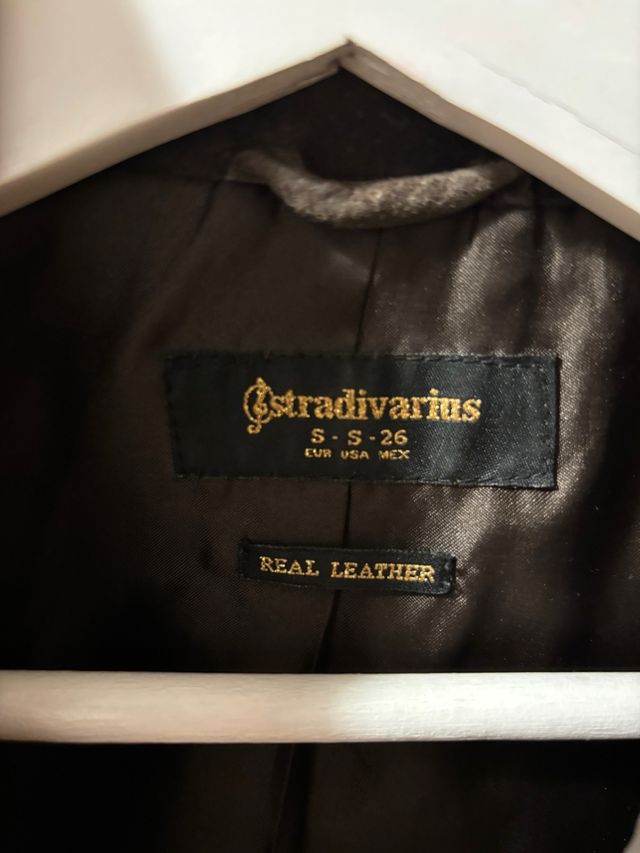 stradivarius
S - S - 26
EUR USA MEX
REAL LEATHER